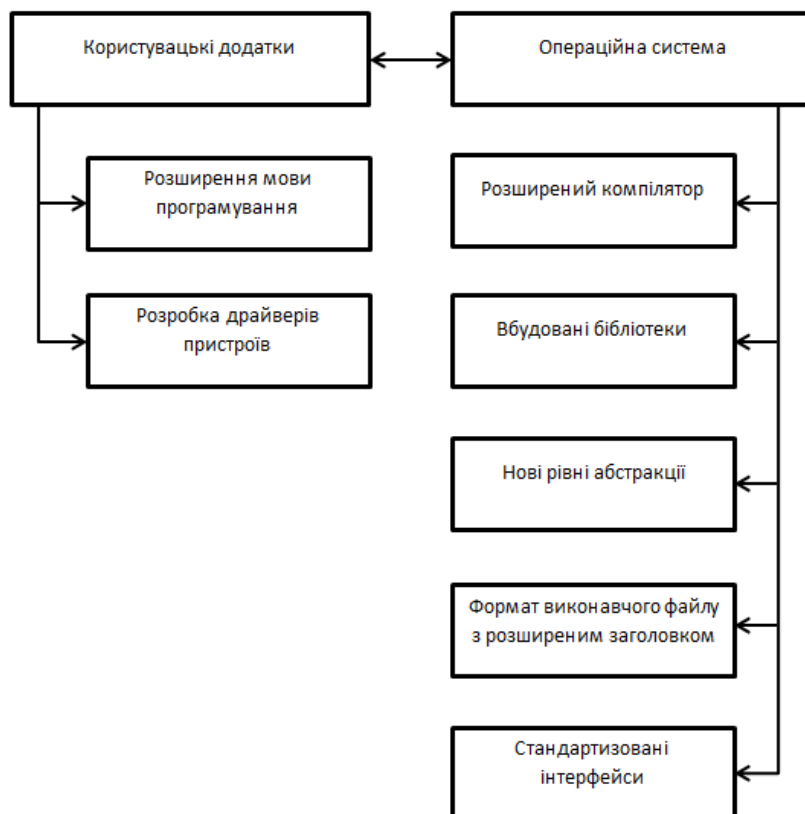 Користувацькі додатки
Операційна система
Розширення мови
програмування
Розширений компілятор
Розробка драйверів
пристроїв
Вбудовані бібліотеки
Нові рівні абстракції
Формат виконавчого файлу
з розширеним заголовком
Стандартизовані
інтерфейси